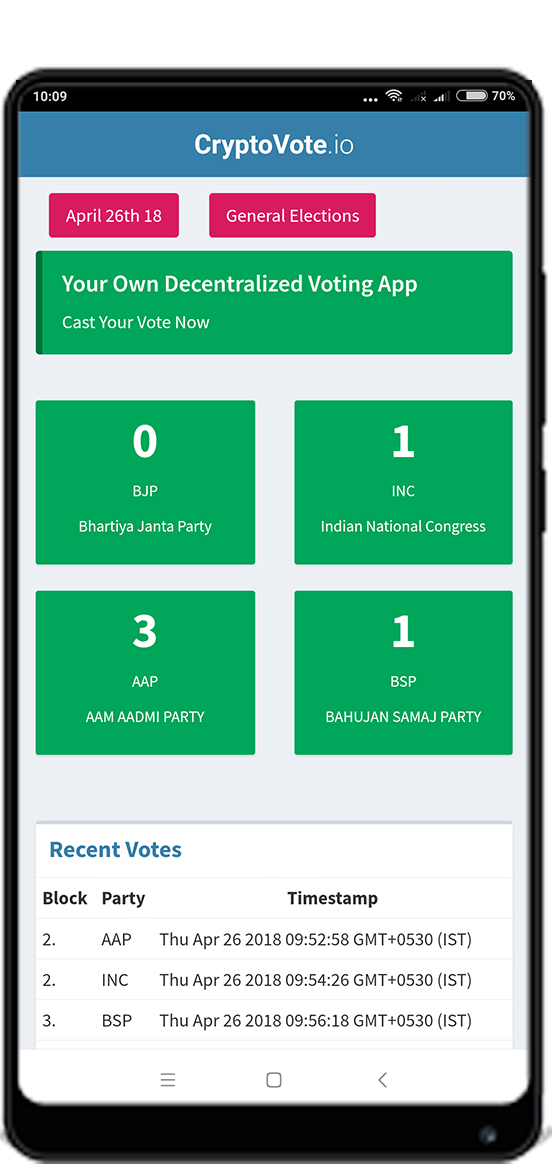 10:09 70%
CryptoVote.io
April 26th 18 General Elections
Your Own Decentralized Voting App
Cast Your Vote Now
0
BJP
Bhartiya Janta Party
1
INC
Indian National Congress
3
AAP
AAM AADMI PARTY
1
BSP
BAHUJAN SAMAJ PARTY
Recent Votes
Block Party Timestamp
2. AAP Thu Apr 26 2018 09:52:58 GMT+0530 (IST)
2. INC Thu Apr 26 2018 09:54:26 GMT+0530 (IST)
3. BSP Thu Apr 26 2018 09:56:18 GMT+0530 (IST)